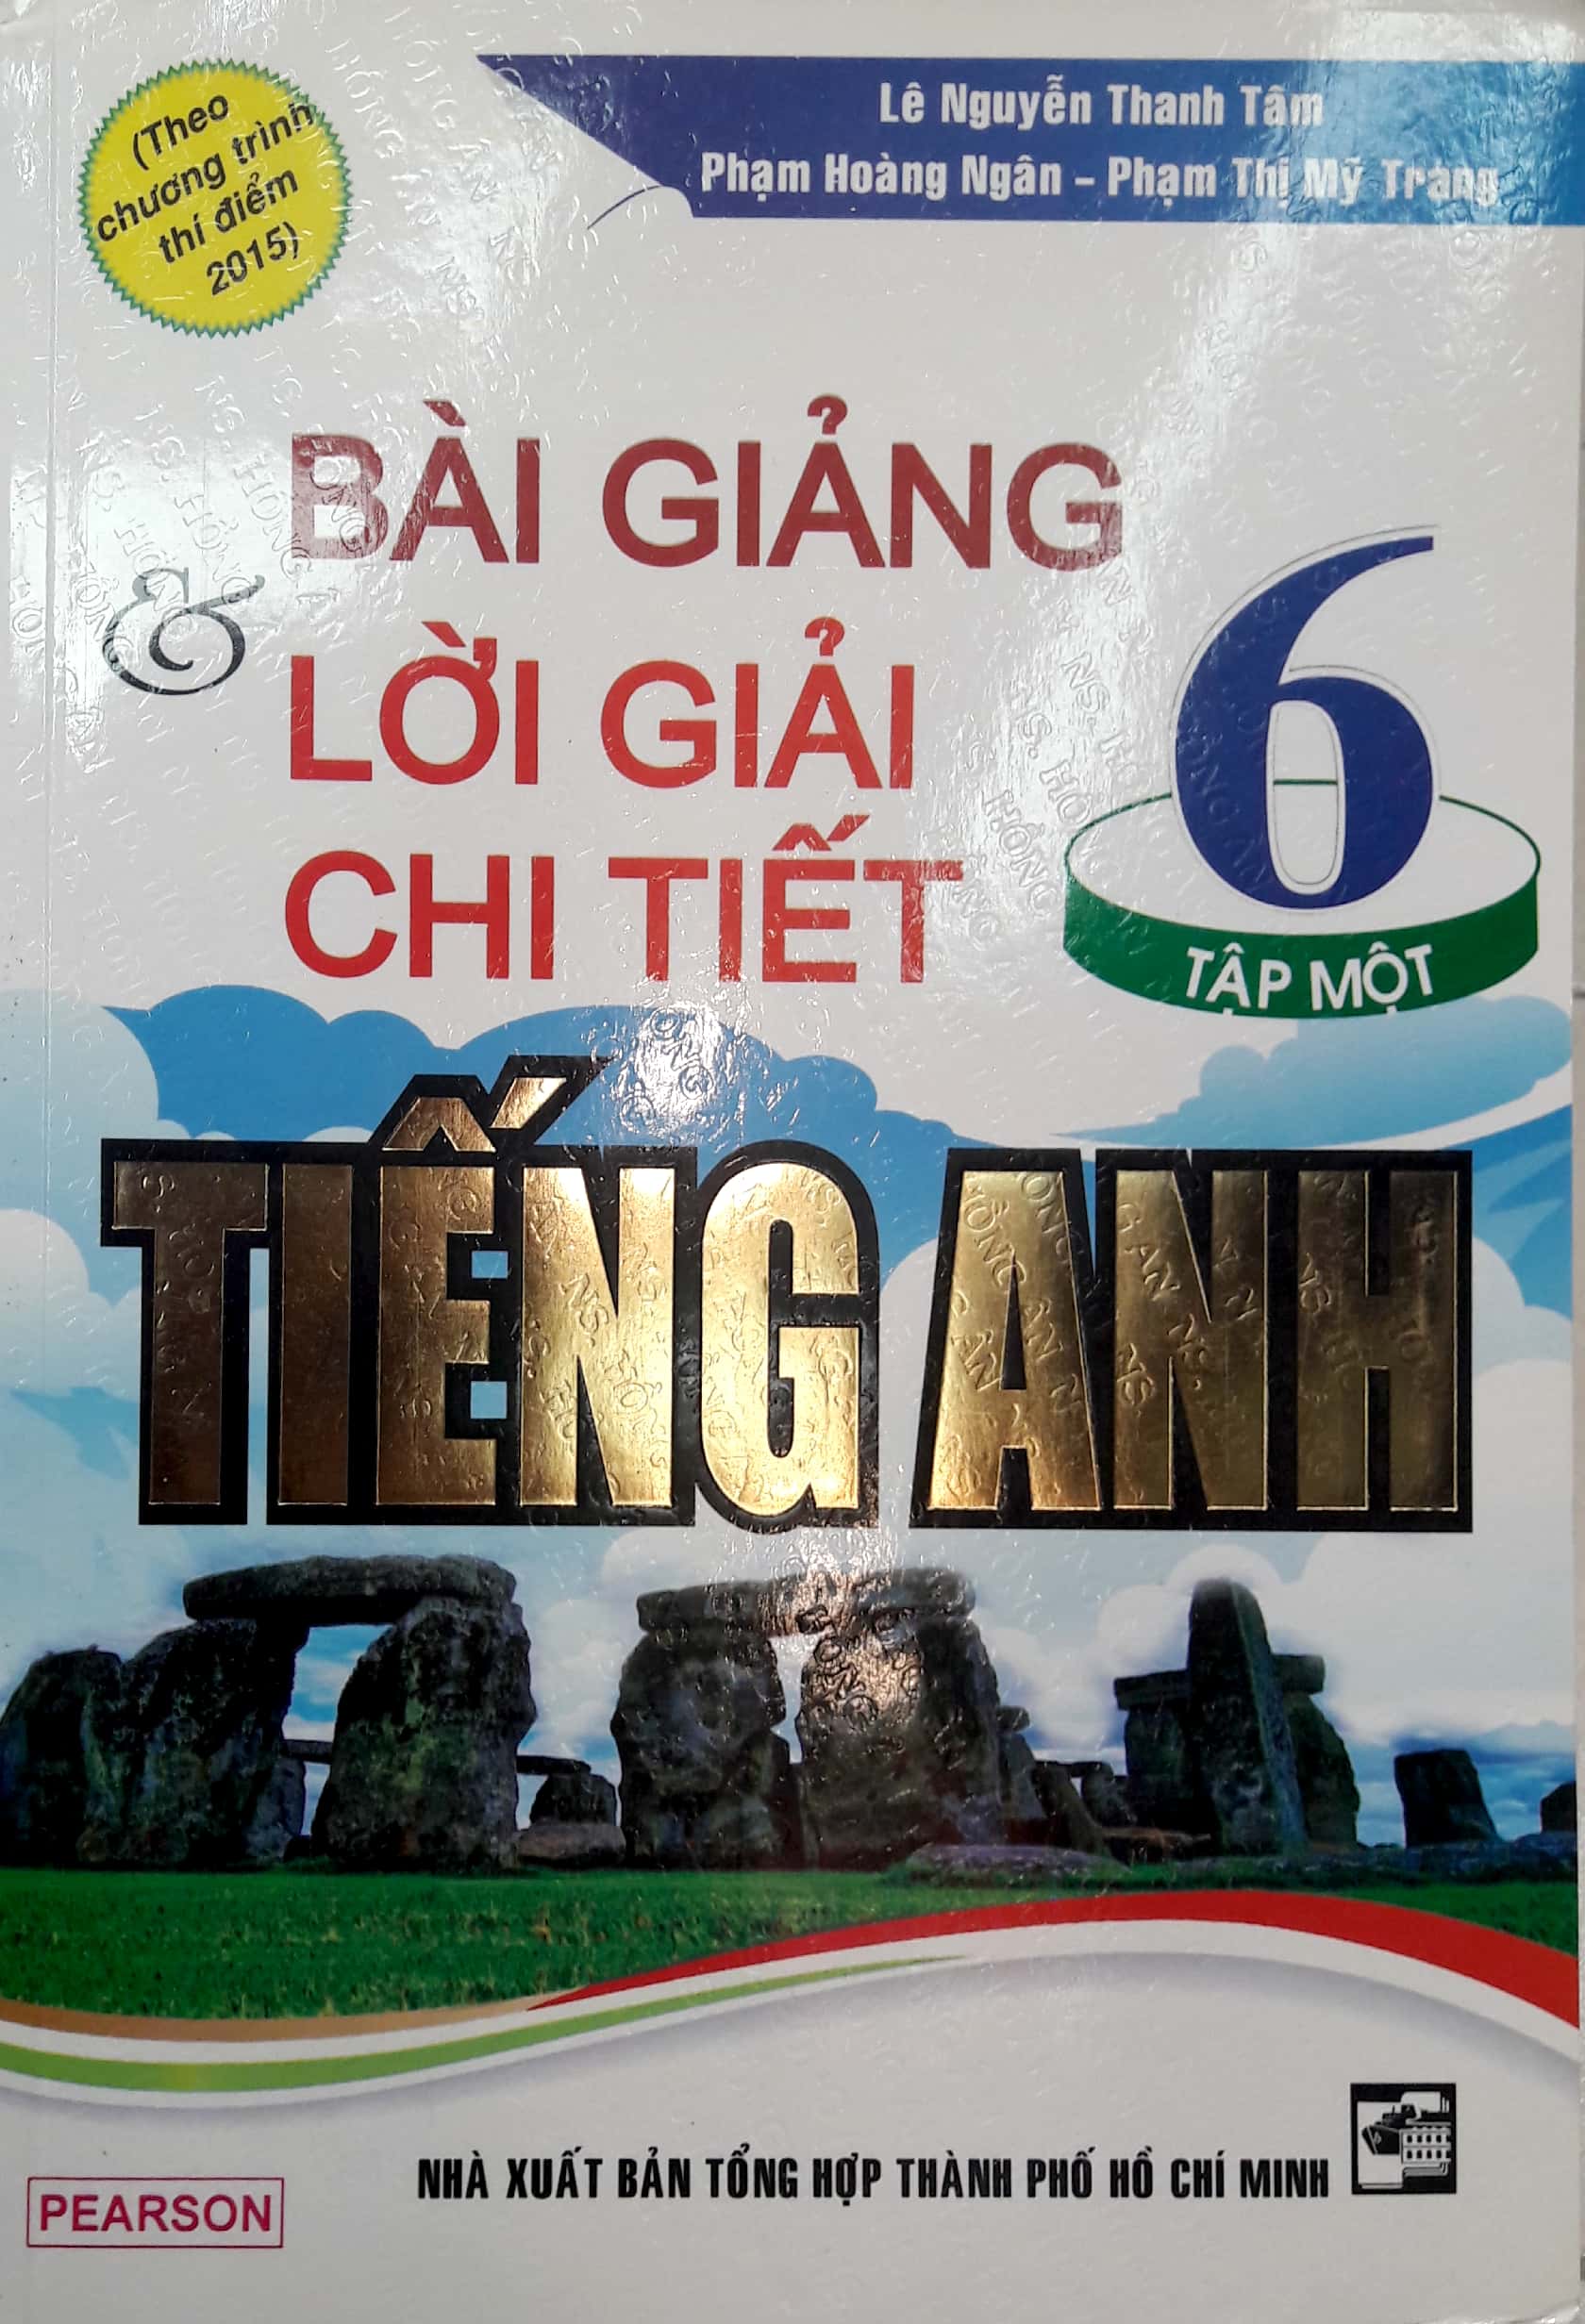 (Theo
chương trình
thí điểm
2015)
Lê Nguyễn Thanh Tâm
Phạm Hoàng Ngân – Phạm Thị Mỹ Trang
BÀI GIẢNG
&
LỜI GIẢI
CHI TIẾT
6
TẬP MỘT
TIẾNG ANH
NHÀ XUẤT BẢN TỔNG HỢP THÀNH PHỐ HỒ CHÍ MINH
PEARSON